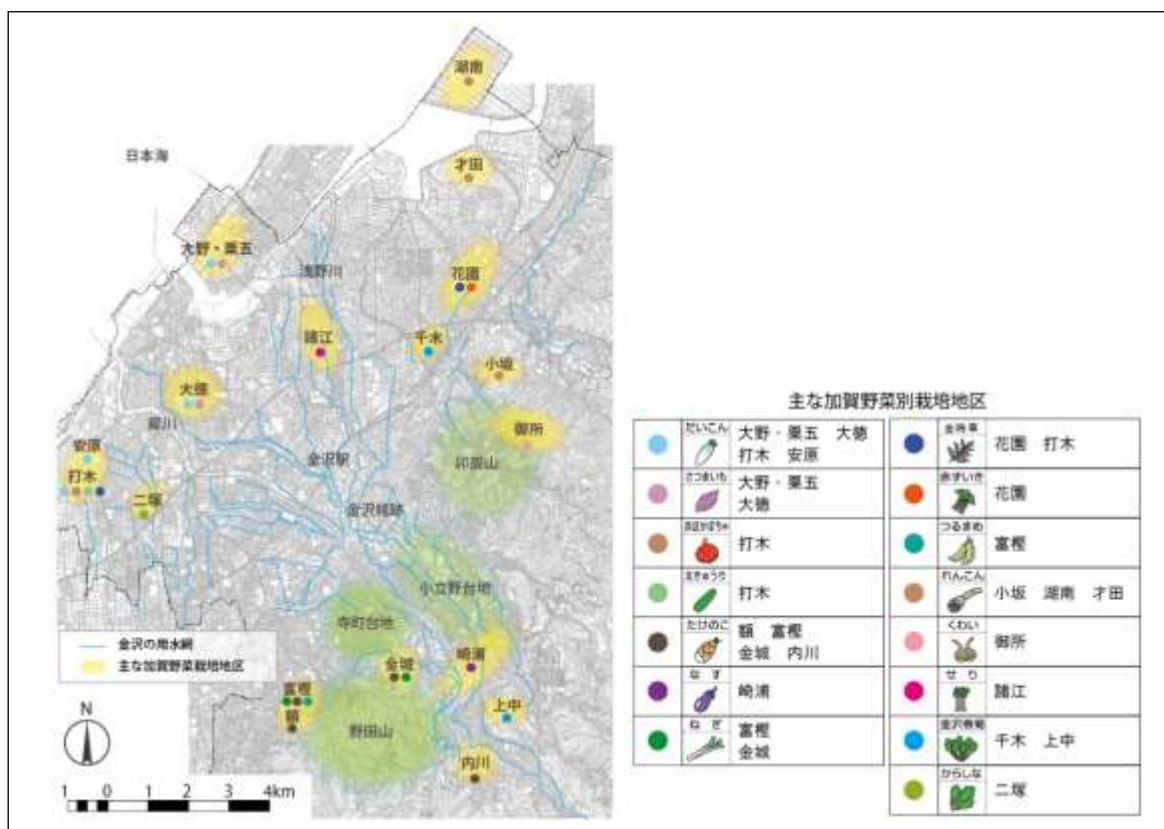 湖南
日本海
才田
大野・粟五
浅野川
花園
諸江
千木
小坂
大徳
犀川
御所
安原
金沢駅
卯辰山
打木
二塚
金沢城跡
小立野台地
寺町台地
金沢の用水網
主な加賀野菜栽培地区
金城
崎浦
富樫
額
上中
野田山
内川
N
1 0 1 2 3 4km
主な加賀野菜別栽培地区
だいこん
大野・粟五 大徳
打木 安原
さつまいも
大野・粟五
大徳
打木
打木
たけのこ
額 富樫
金城 内川
なす
崎浦
ねぎ
富樫
金城
金時草
花園 打木
赤ずいき
花園
つるまめ
富樫
れんこん
小坂 湖南 才田
くわい
御所
せり
諸江
金沢春菊
千木 上中
からしな
二塚